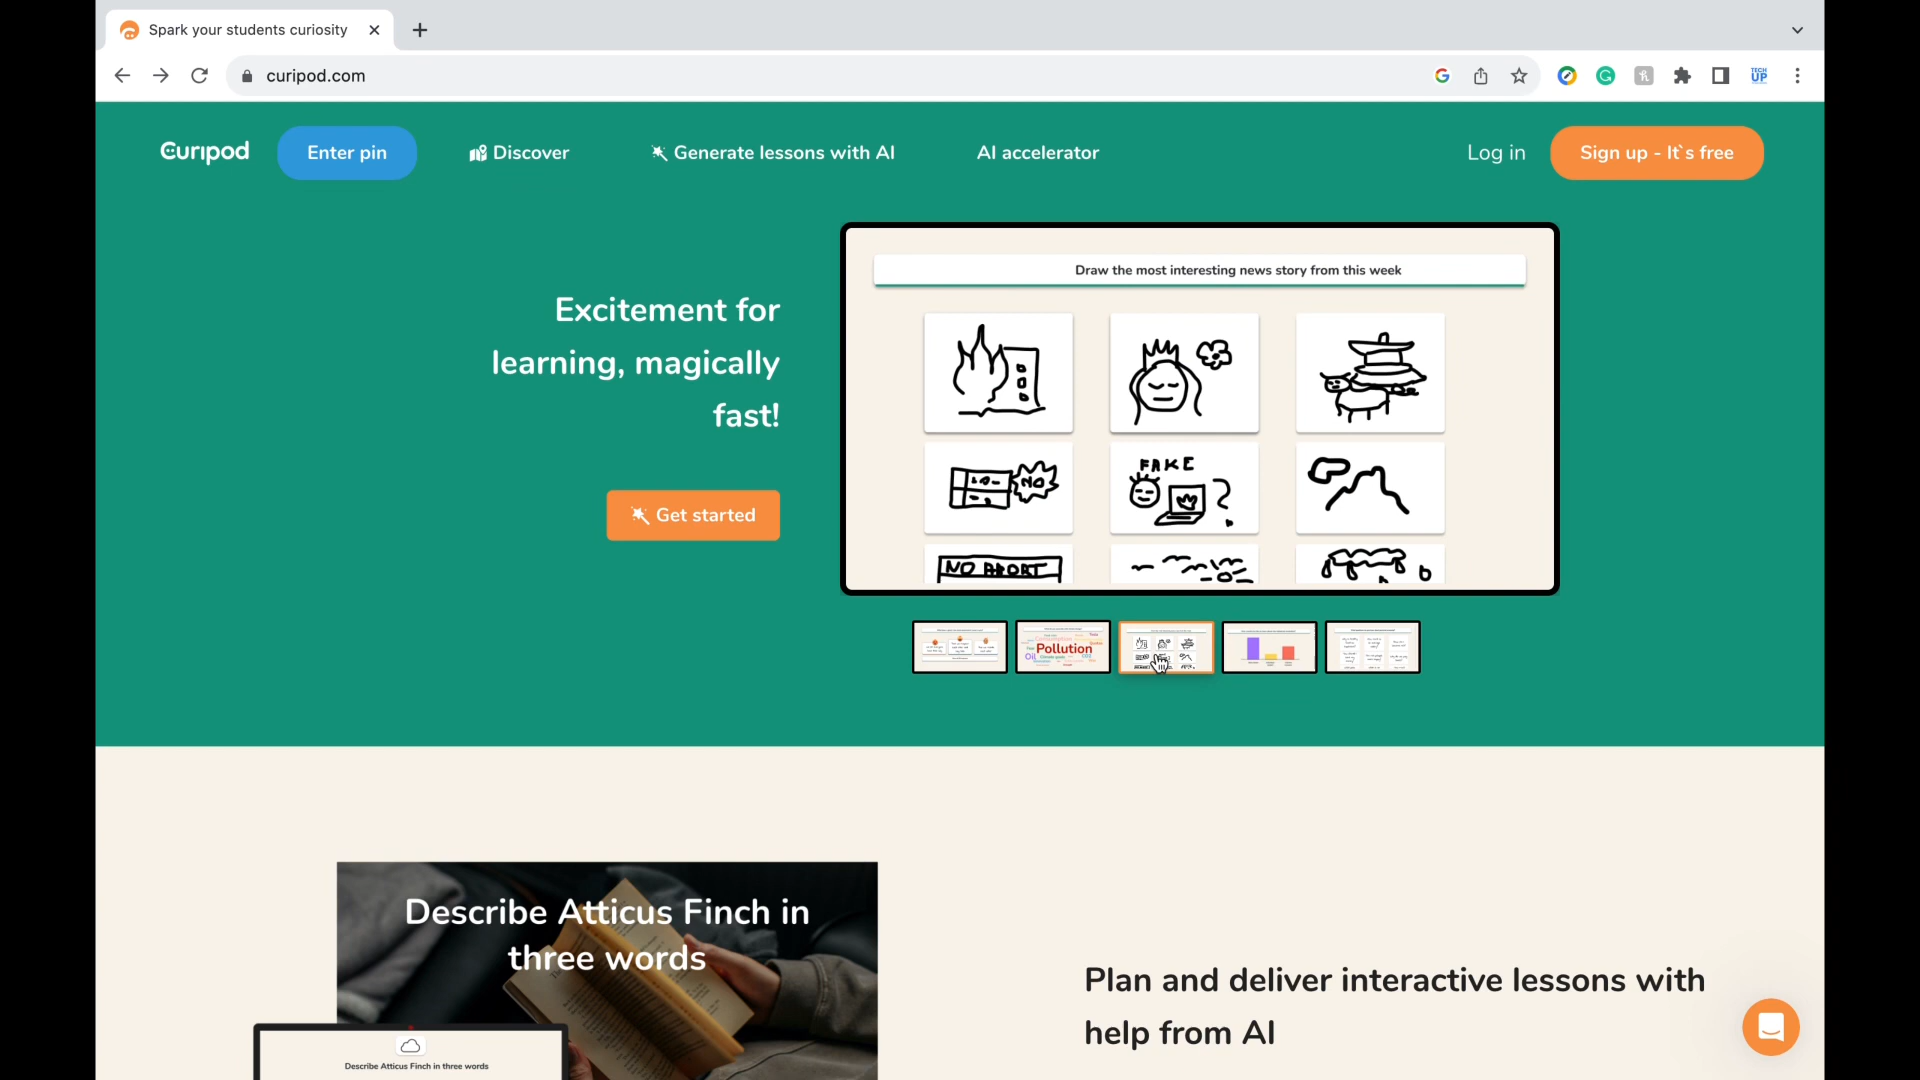 Spark your students curiosity
curipod.com
TECH
UP
Curipod
Enter pin
Discover
Generate lessons with AI
AI accelerator
Log in
Sign up - It`s free
Excitement for
learning, magically
fast!
Get started
Draw the most interesting news story from this week
NO
FAKE
?
Pollution
Describe Atticus Finch in
three words
Describe Atticus Finch in three words
Plan and deliver interactive lessons with
help from AI